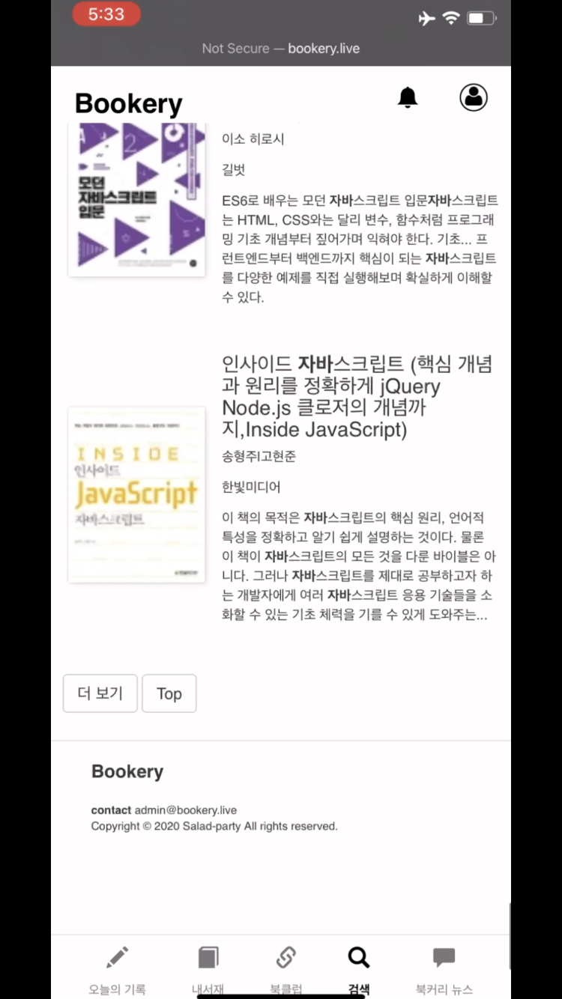 5:33
Not Secure — bookery.live
Bookery
모던
자바스크립트
입문
이소 히로시
길벗
ES6로 배우는 모던 자바스크립트 입문자바스크립트
는 HTML, CSS와는 달리 변수, 함수처럼 프로그래
밍 기초 개념부터 짚어가며 익혀야 한다. 기초... 프
런트엔드부터 백엔드까지 핵심이 되는 자바스크립트
를 다양한 예제를 직접 실행해보며 확실하게 이해할
수 있다.
INSIDE
인사이드
JavaScript
자바스크립트
인사이드 자바스크립트 (핵심 개념
과 원리를 정확하게 jQuery
Node.js 클로저의 개념까
지,Inside JavaScript)
송형주|고현준
한빛미디어
이 책의 목적은 자바스크립트의 핵심 원리, 언어적
특성을 정확하고 알기 쉽게 설명하는 것이다. 물론
이 책이 자바스크립트의 모든 것을 다룬 바이블은 아
니다. 그러나 자바스크립트를 제대로 공부하고자 하
는 개발자에게 여러 자바스크립트 응용 기술들을 소
화할 수 있는 기초 체력을 기를 수 있게 도와주는...
더 보기
Top
Bookery
contact admin@bookery.live
Copyright © 2020 Salad-party All rights reserved.
오늘의 기록
내서재
북클럽
검색
북커리 뉴스